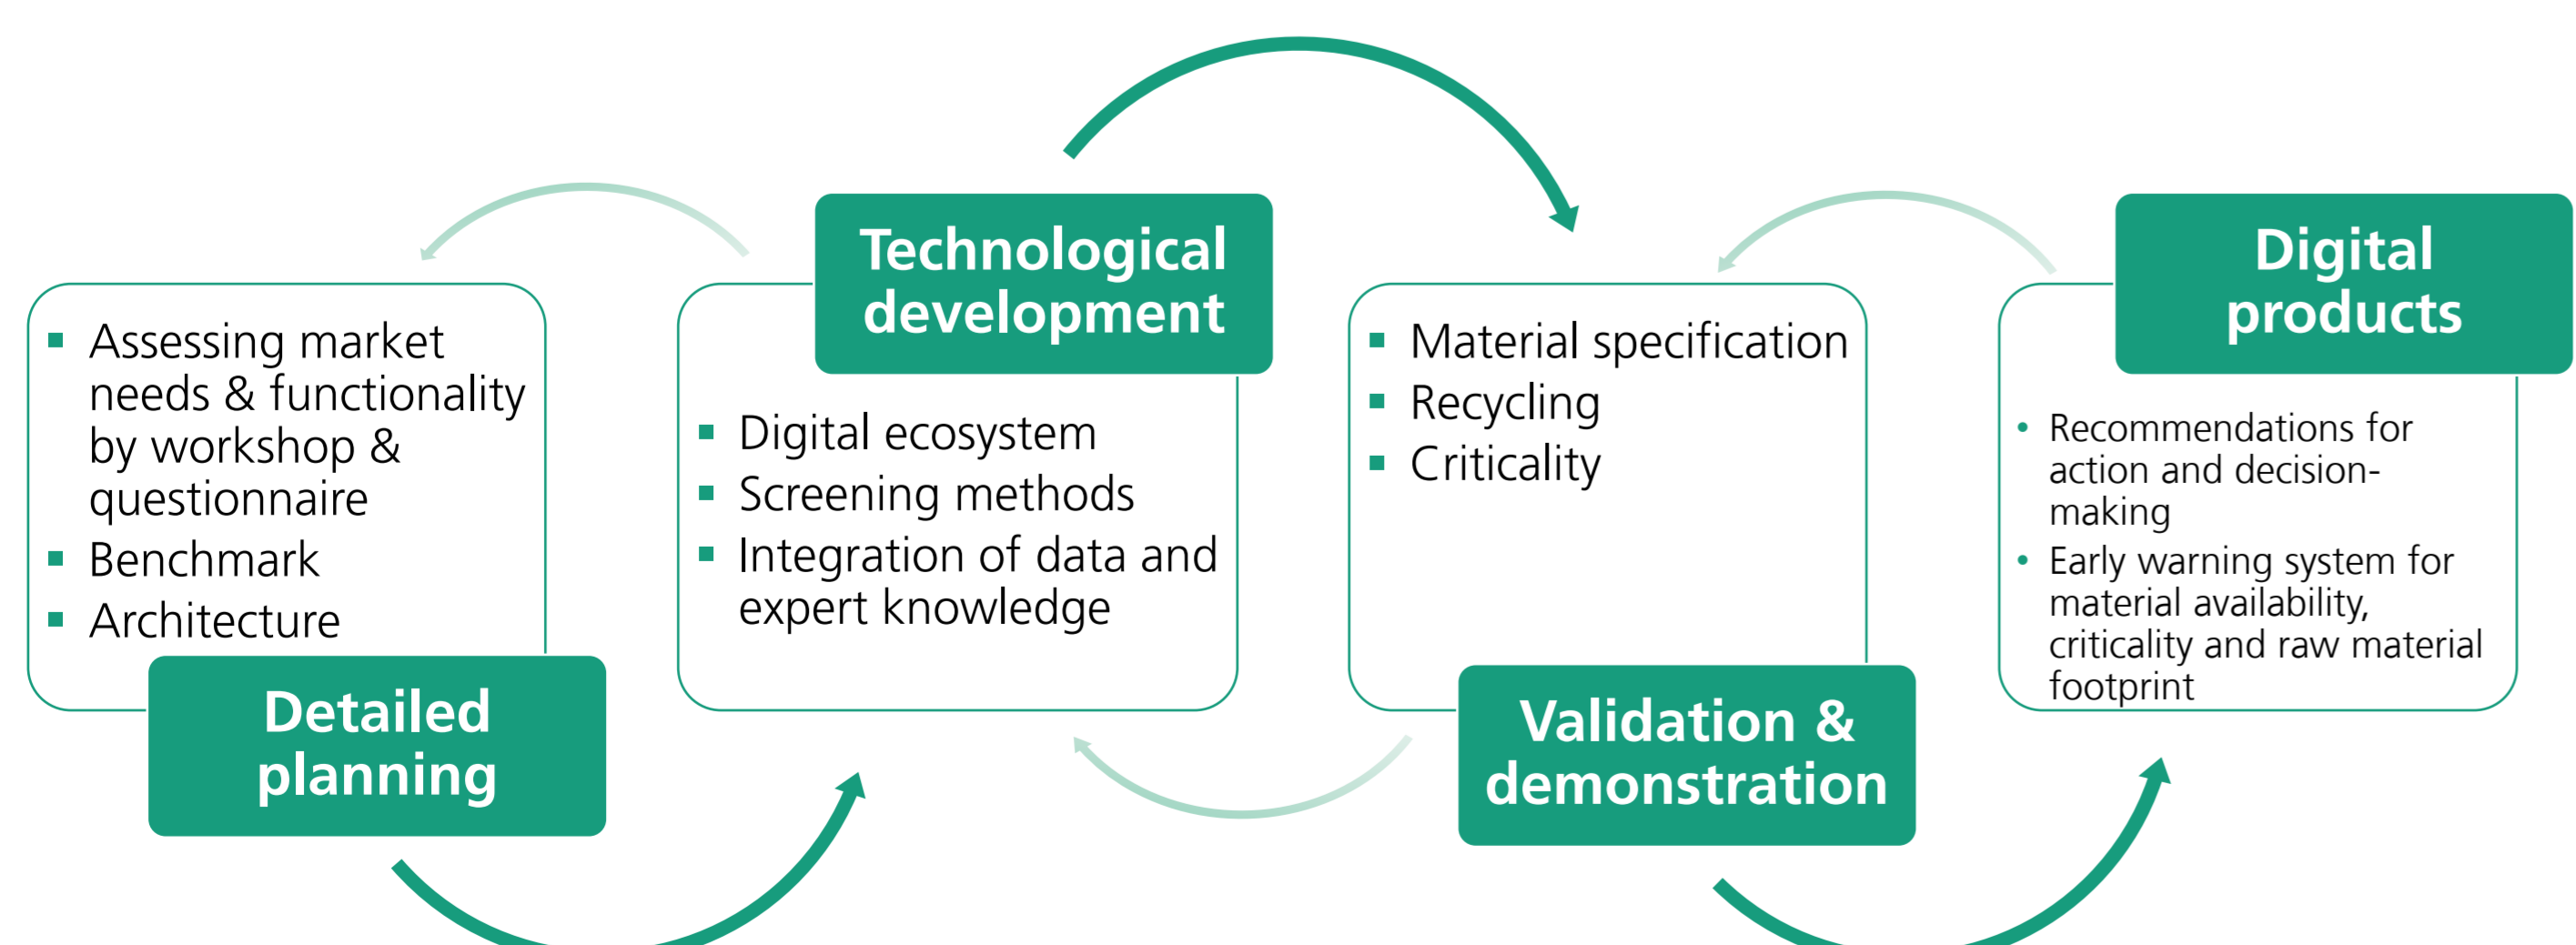 Assessing market
needs & functionality
by workshop &
questionnaire
Benchmark
Architecture
Detailed
planning
Technological
development
Digital ecosystem
Screening methods
Integration of data and
expert knowledge
Material specification
Recycling
Criticality
Validation &
demonstration
Digital
products
Recommendations for
action and decision-
making
Early warning system for
material availability,
criticality and raw material
footprint